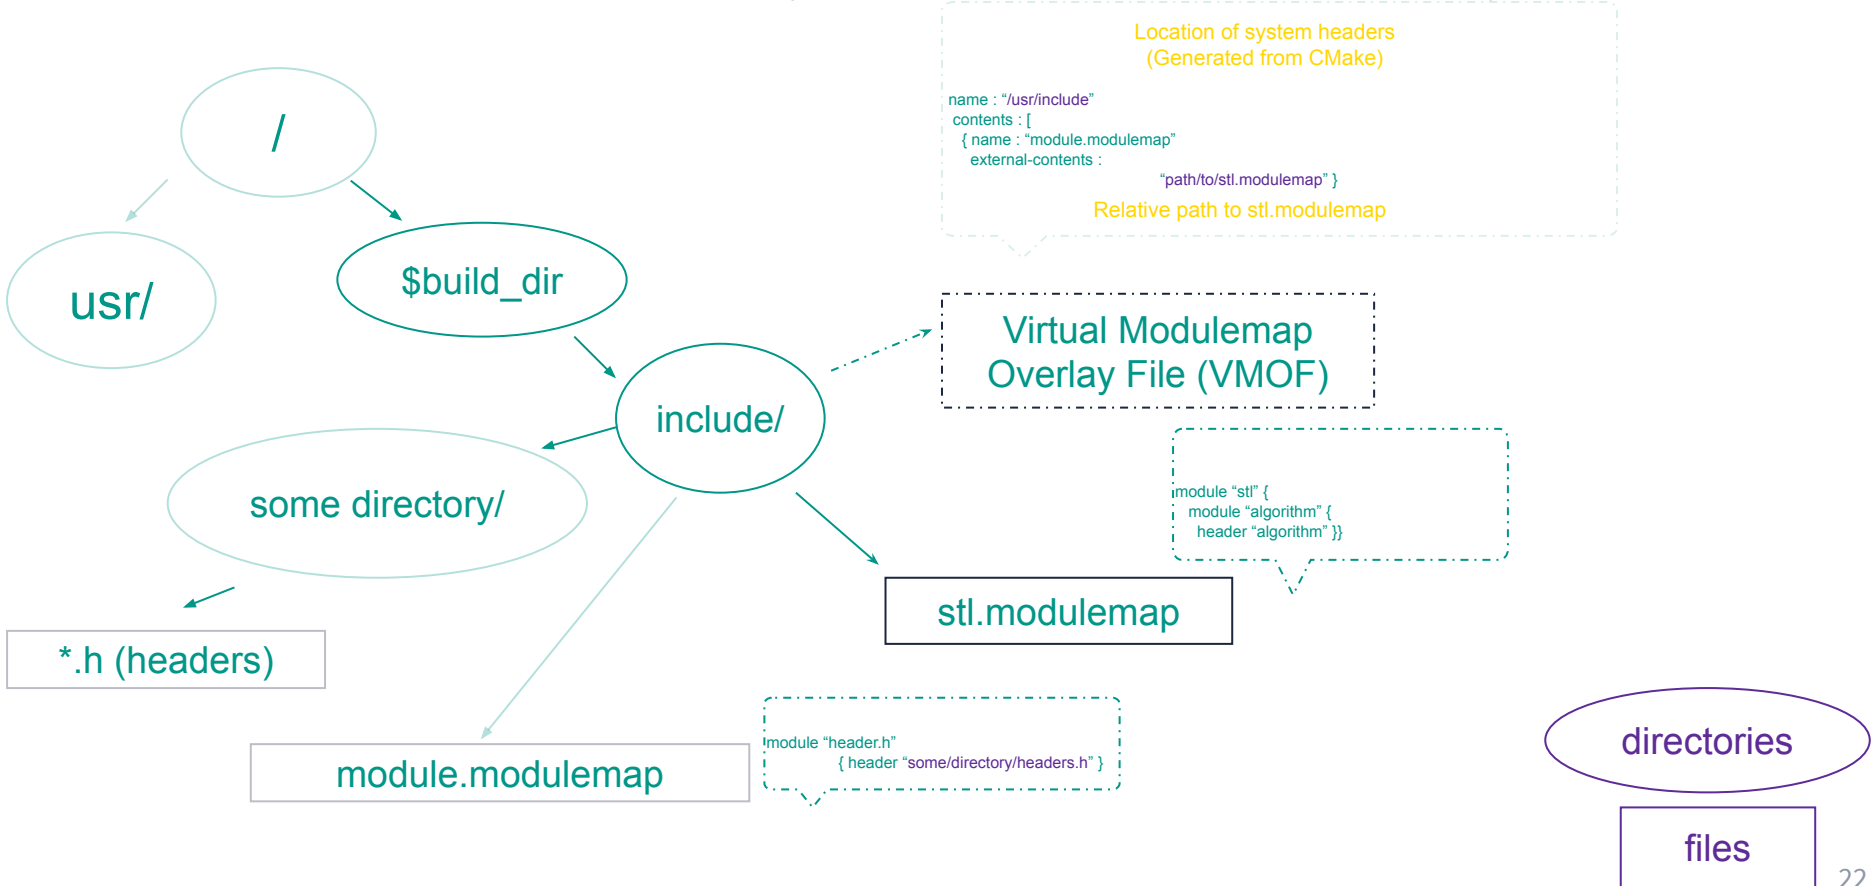 Location of system headers
(Generated from CMake)
name : “/usr/include”
contents : [
{ name : “module.modulemap”
external-contents :
“path/to/stl.modulemap” }
Relative path to stl.modulemap
/
usr/
$build_dir
Virtual Modulemap
Overlay File (VMOF)
include/
some directory/
module “stl” {
module “algorithm” {
header “algorithm” }}
stl.modulemap
*.h (headers)
module “header.h”
{ header “some/directory/headers.h” }
module.modulemap
directories
files
22